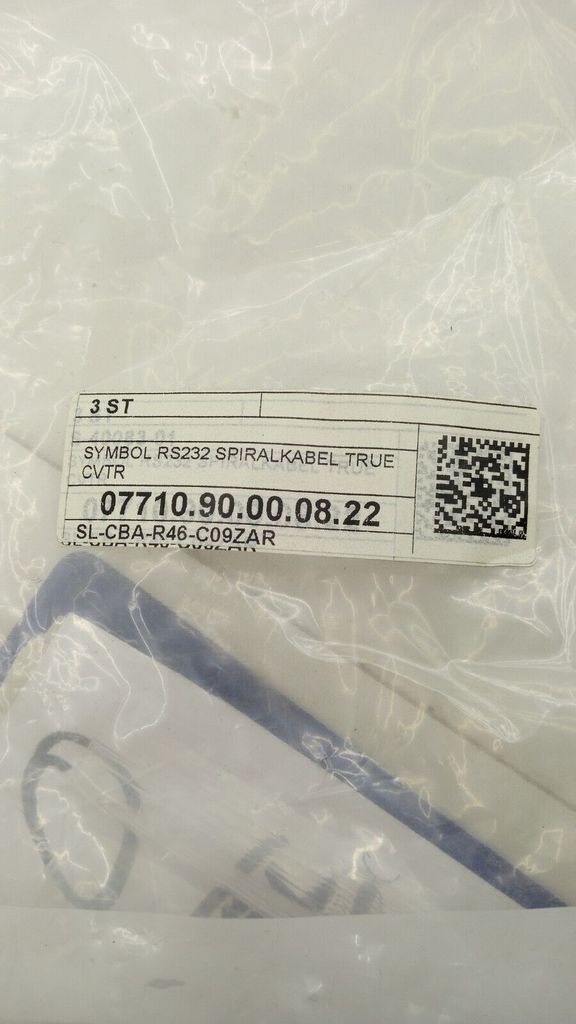 3 ST
SYMBOL RS232 SPIRALKABEL TRUE
CVTR
07710.90.00.08.22
SL-CBA-R46-C09ZAR